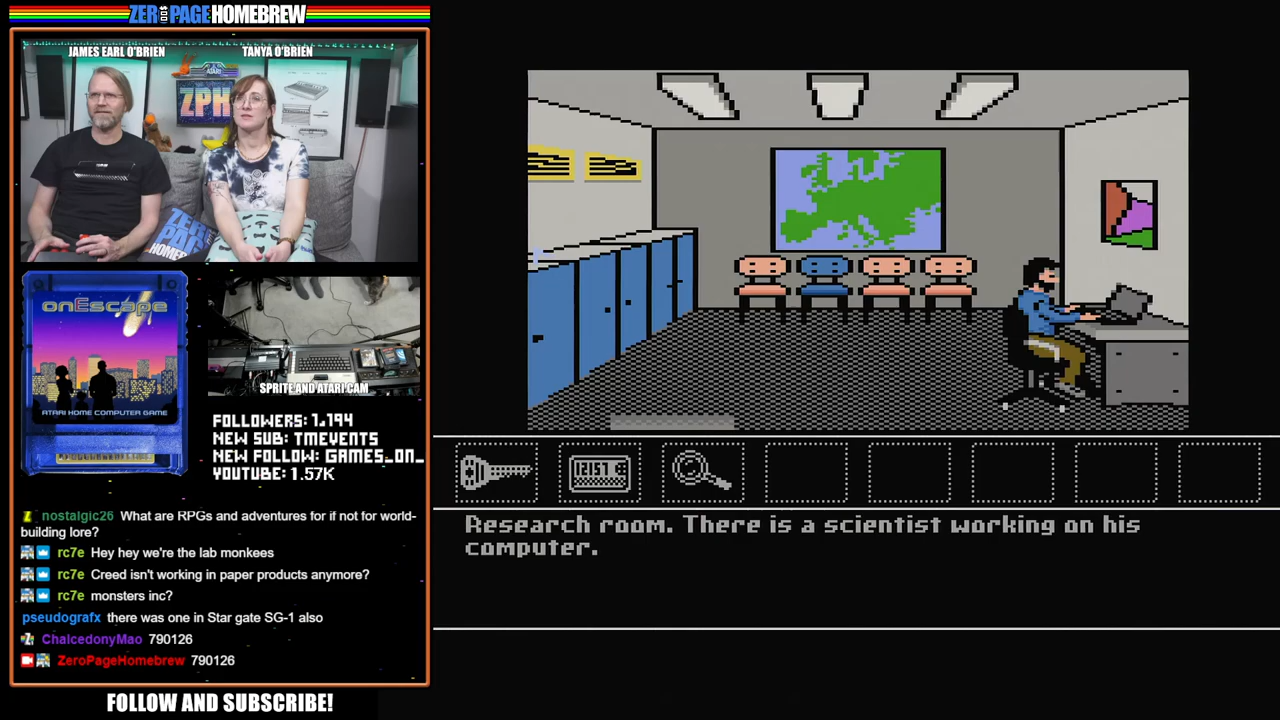 ZEROPAGE HOMEBREW
JAMES EARL O'BRIEN
TANYA O'BRIEN
ATARI
ZPH
onEscape
ATARI HOME COMPUTER GAME
SPRITE AND ATARI CAM
FOLLOWERS: 1,194
NEW SUB: TMEVENTS
NEW FOLLOW: GAMES_ON_
YOUTUBE: 1.57K
nostalgic26 What are RPGs and adventures for if not for world-
building lore?
rc7e Hey hey we're the lab monkees
rc7e Creed isn't working in paper products anymore?
rc7e monsters inc?
pseudografx there was one in Star gate SG-1 also
ChalcedonyMao 790126
ZeroPageHomebrew 790126
FOLLOW AND SUBSCRIBE!
Research room. There is a scientist working on his
computer.